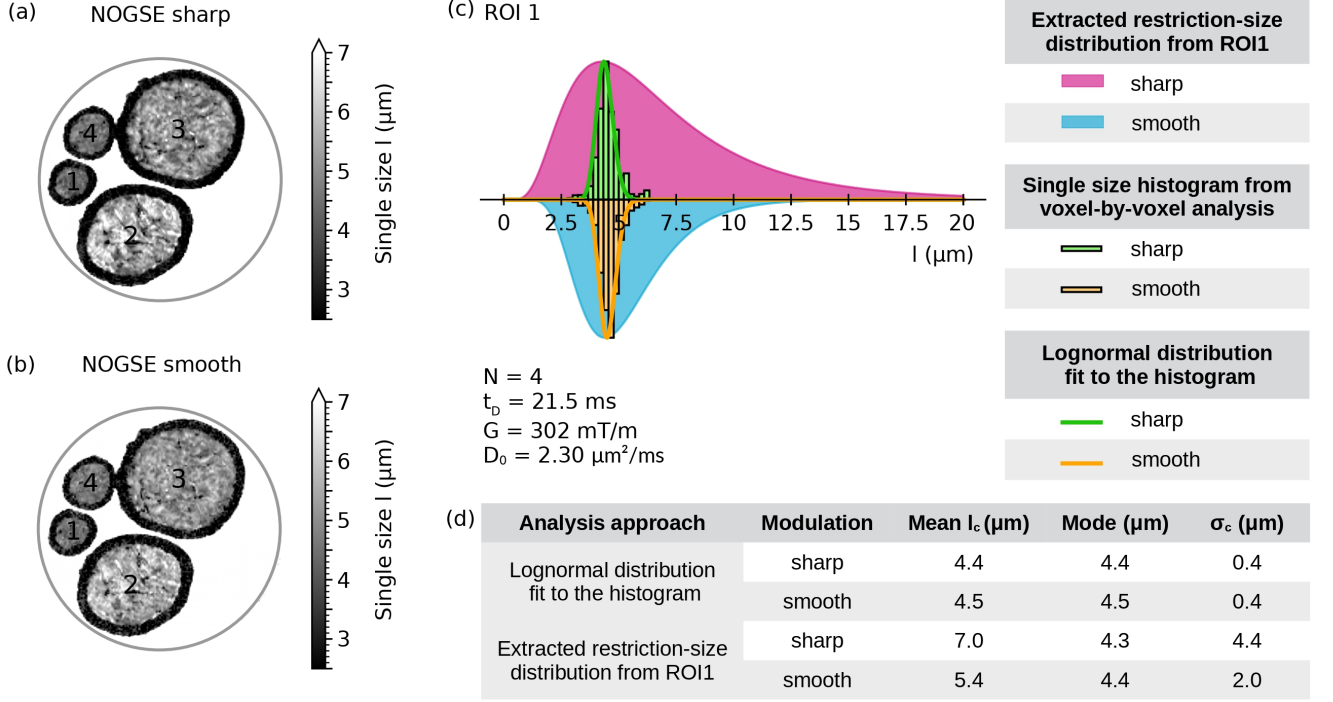 (a) NOGSE sharp
7
6
5
4
3
Single size l (μm)
4
3
1
2
(b) NOGSE smooth
7
6
5
4
3
Single size l (μm)
4
3
1
2
(c) ROI 1
0 2.5 5 7.5 10 12.5 15 17.5 20
l (μm)
N = 4
t_D = 21.5 ms
G = 302 mT/m
D₀ = 2.30 μm²/ms
Extracted restriction-size
distribution from ROI1
sharp
smooth
Single size histogram from
voxel-by-voxel analysis
sharp
smooth
Lognormal distribution
fit to the histogram
sharp
smooth
(d) Analysis approach Modulation Mean l_c (μm) Mode (μm) σ_c (μm)
Lognormal distribution
fit to the histogram
sharp 4.4 4.4 0.4
smooth 4.5 4.5 0.4
Extracted restriction-size
distribution from ROI1
sharp 7.0 4.3 4.4
smooth 5.4 4.4 2.0